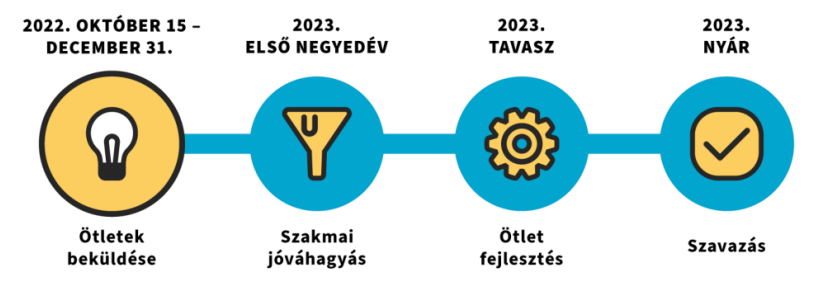 2022. OKTÓBER 15 –
DECEMBER 31.
2023.
ELSŐ NEGYEDÉV
2023.
TAVASZ
2023.
NYÁR
Ötletek
beküldése
Szakmai
jóváhagyás
Ötlet
fejlesztés
Szavazás